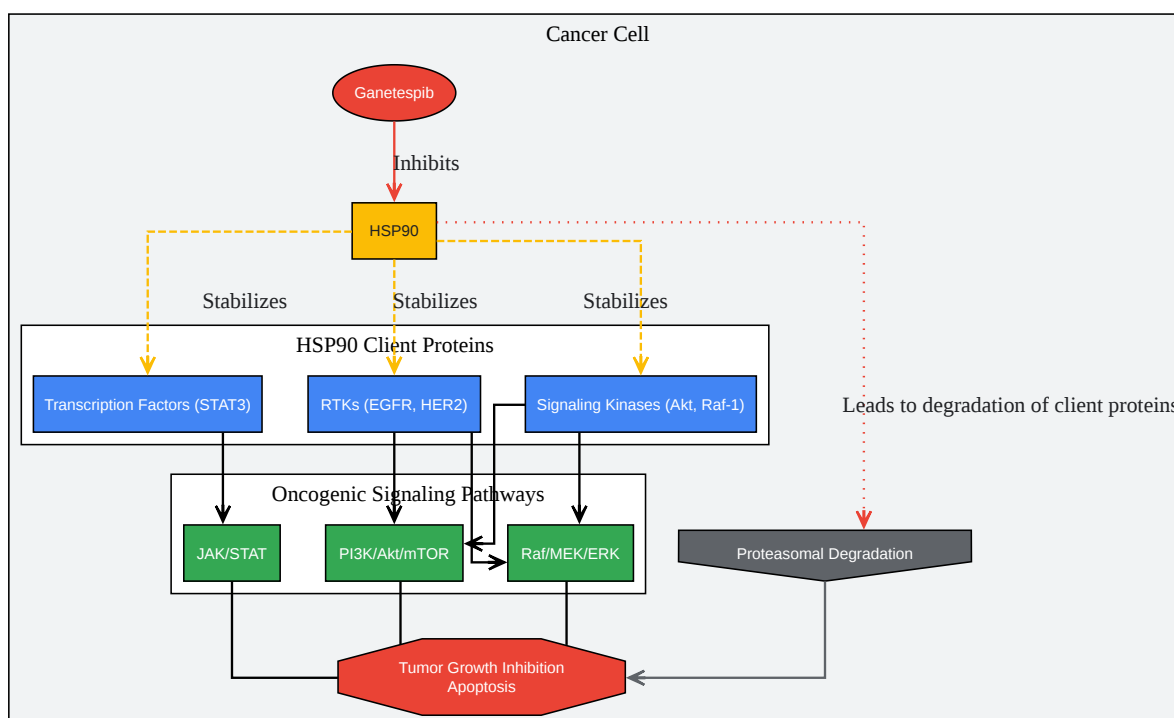 Cancer Cell
Ganetespib
Inhibits
HSP90
Stabilizes
Stabilizes
Stabilizes
HSP90 Client Proteins
Transcription Factors (STAT3)
RTKs (EGFR, HER2)
Signaling Kinases (Akt, Raf-1)
Leads to degradation of client proteins
Oncogenic Signaling Pathways
JAK/STAT
PI3K/Akt/mTOR
Raf/MEK/ERK
Proteasomal Degradation
Tumor Growth Inhibition
Apoptosis